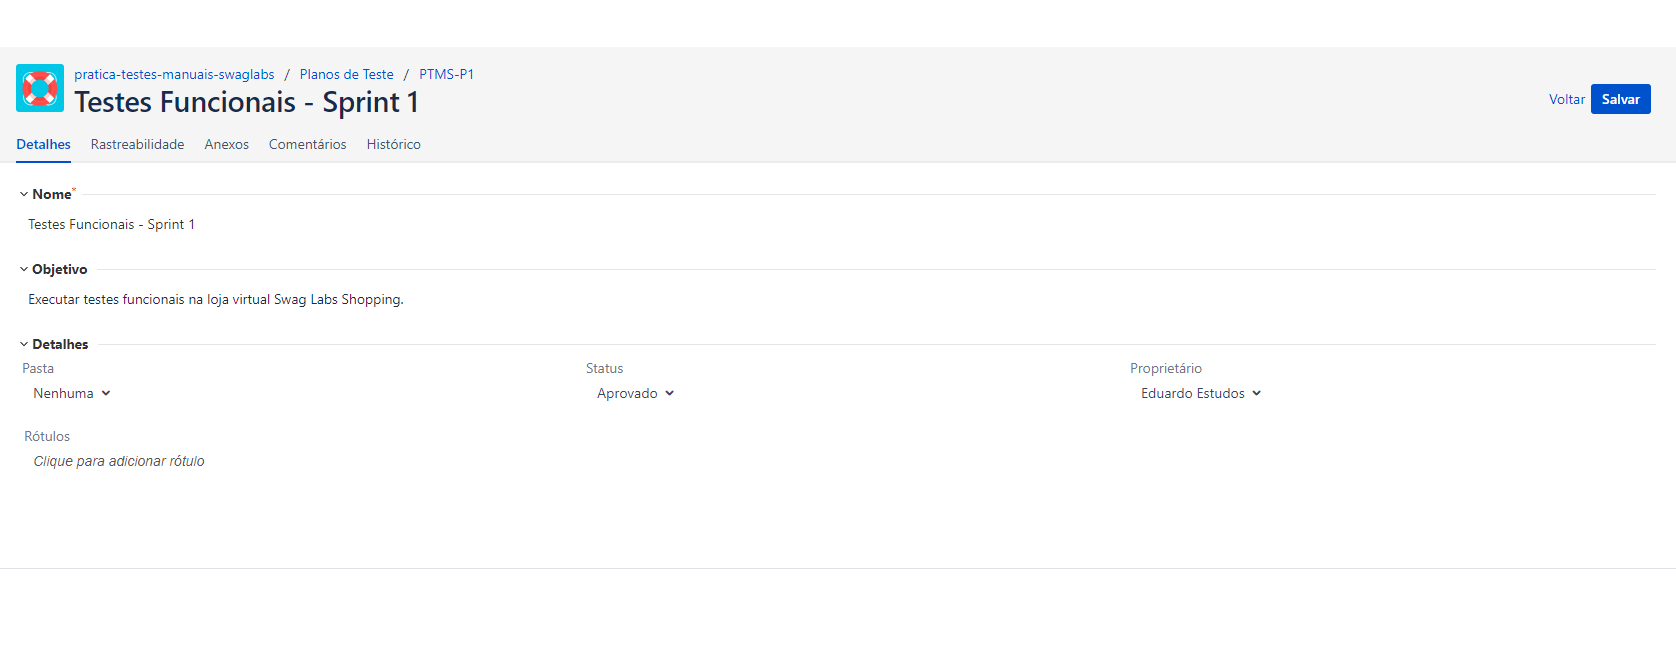 pratica-testes-manuais-swaglabs / Planos de Teste / PTMS-P1
Testes Funcionais - Sprint 1
Voltar Salvar
Detalhes Rastreabilidade Anexos Comentários Histórico
Nome*
Testes Funcionais - Sprint 1
Objetivo
Executar testes funcionais na loja virtual Swag Labs Shopping.
Detalhes
Pasta Status Proprietário
Nenhuma Aprovado Eduardo Estudos
Rótulos
Clique para adicionar rótulo